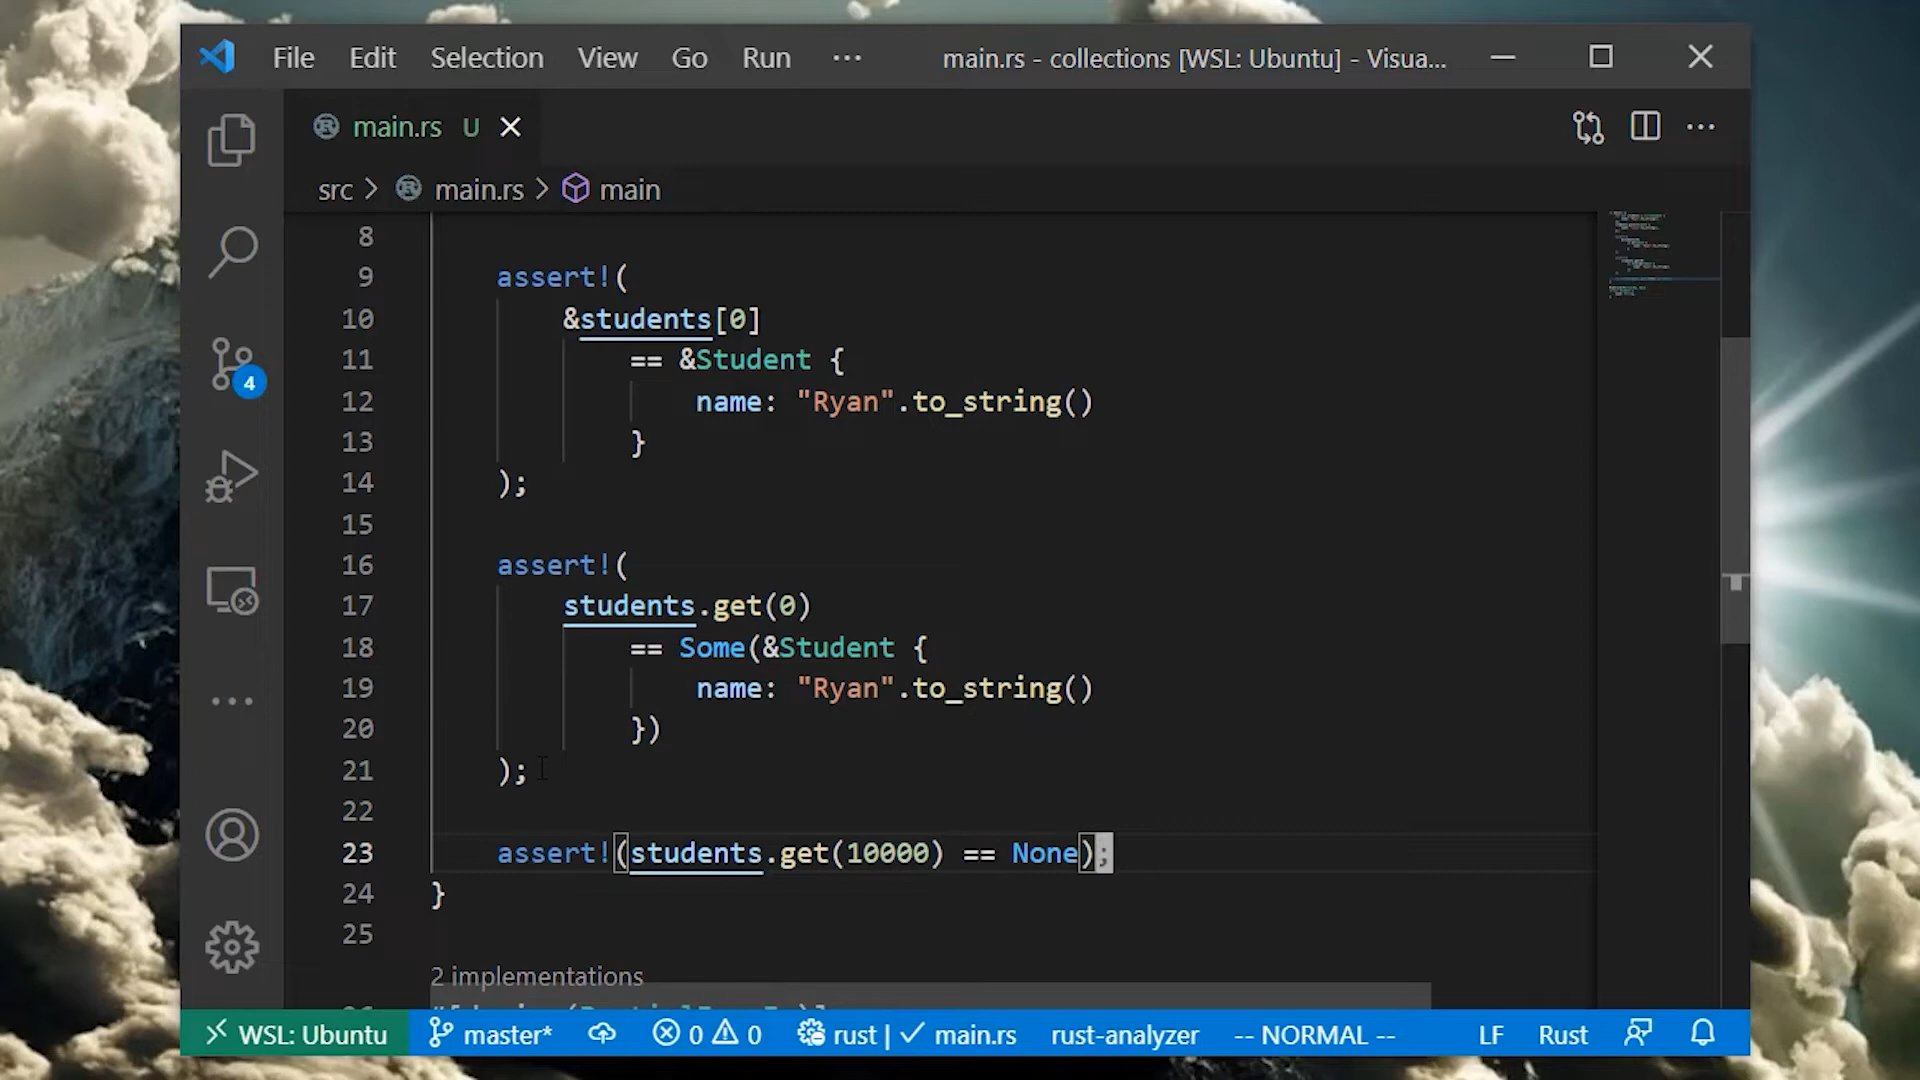 File Edit Selection View Go Run ··· main.rs - collections [WSL: Ubuntu] - Visua...
main.rs U
src > main.rs > main
8
9 assert!(
10 &students[0]
11 == &Student {
12 name: "Ryan".to_string()
13 }
14 );
15
16 assert!(
17 students.get(0)
18 == Some(&Student {
19 name: "Ryan".to_string()
20 })
21 );
22
23 assert!(students.get(10000) == None);
24 }
25
2 implementations
4
WSL: Ubuntu master* 0 0 rust | ✓ main.rs rust-analyzer -- NORMAL -- LF Rust